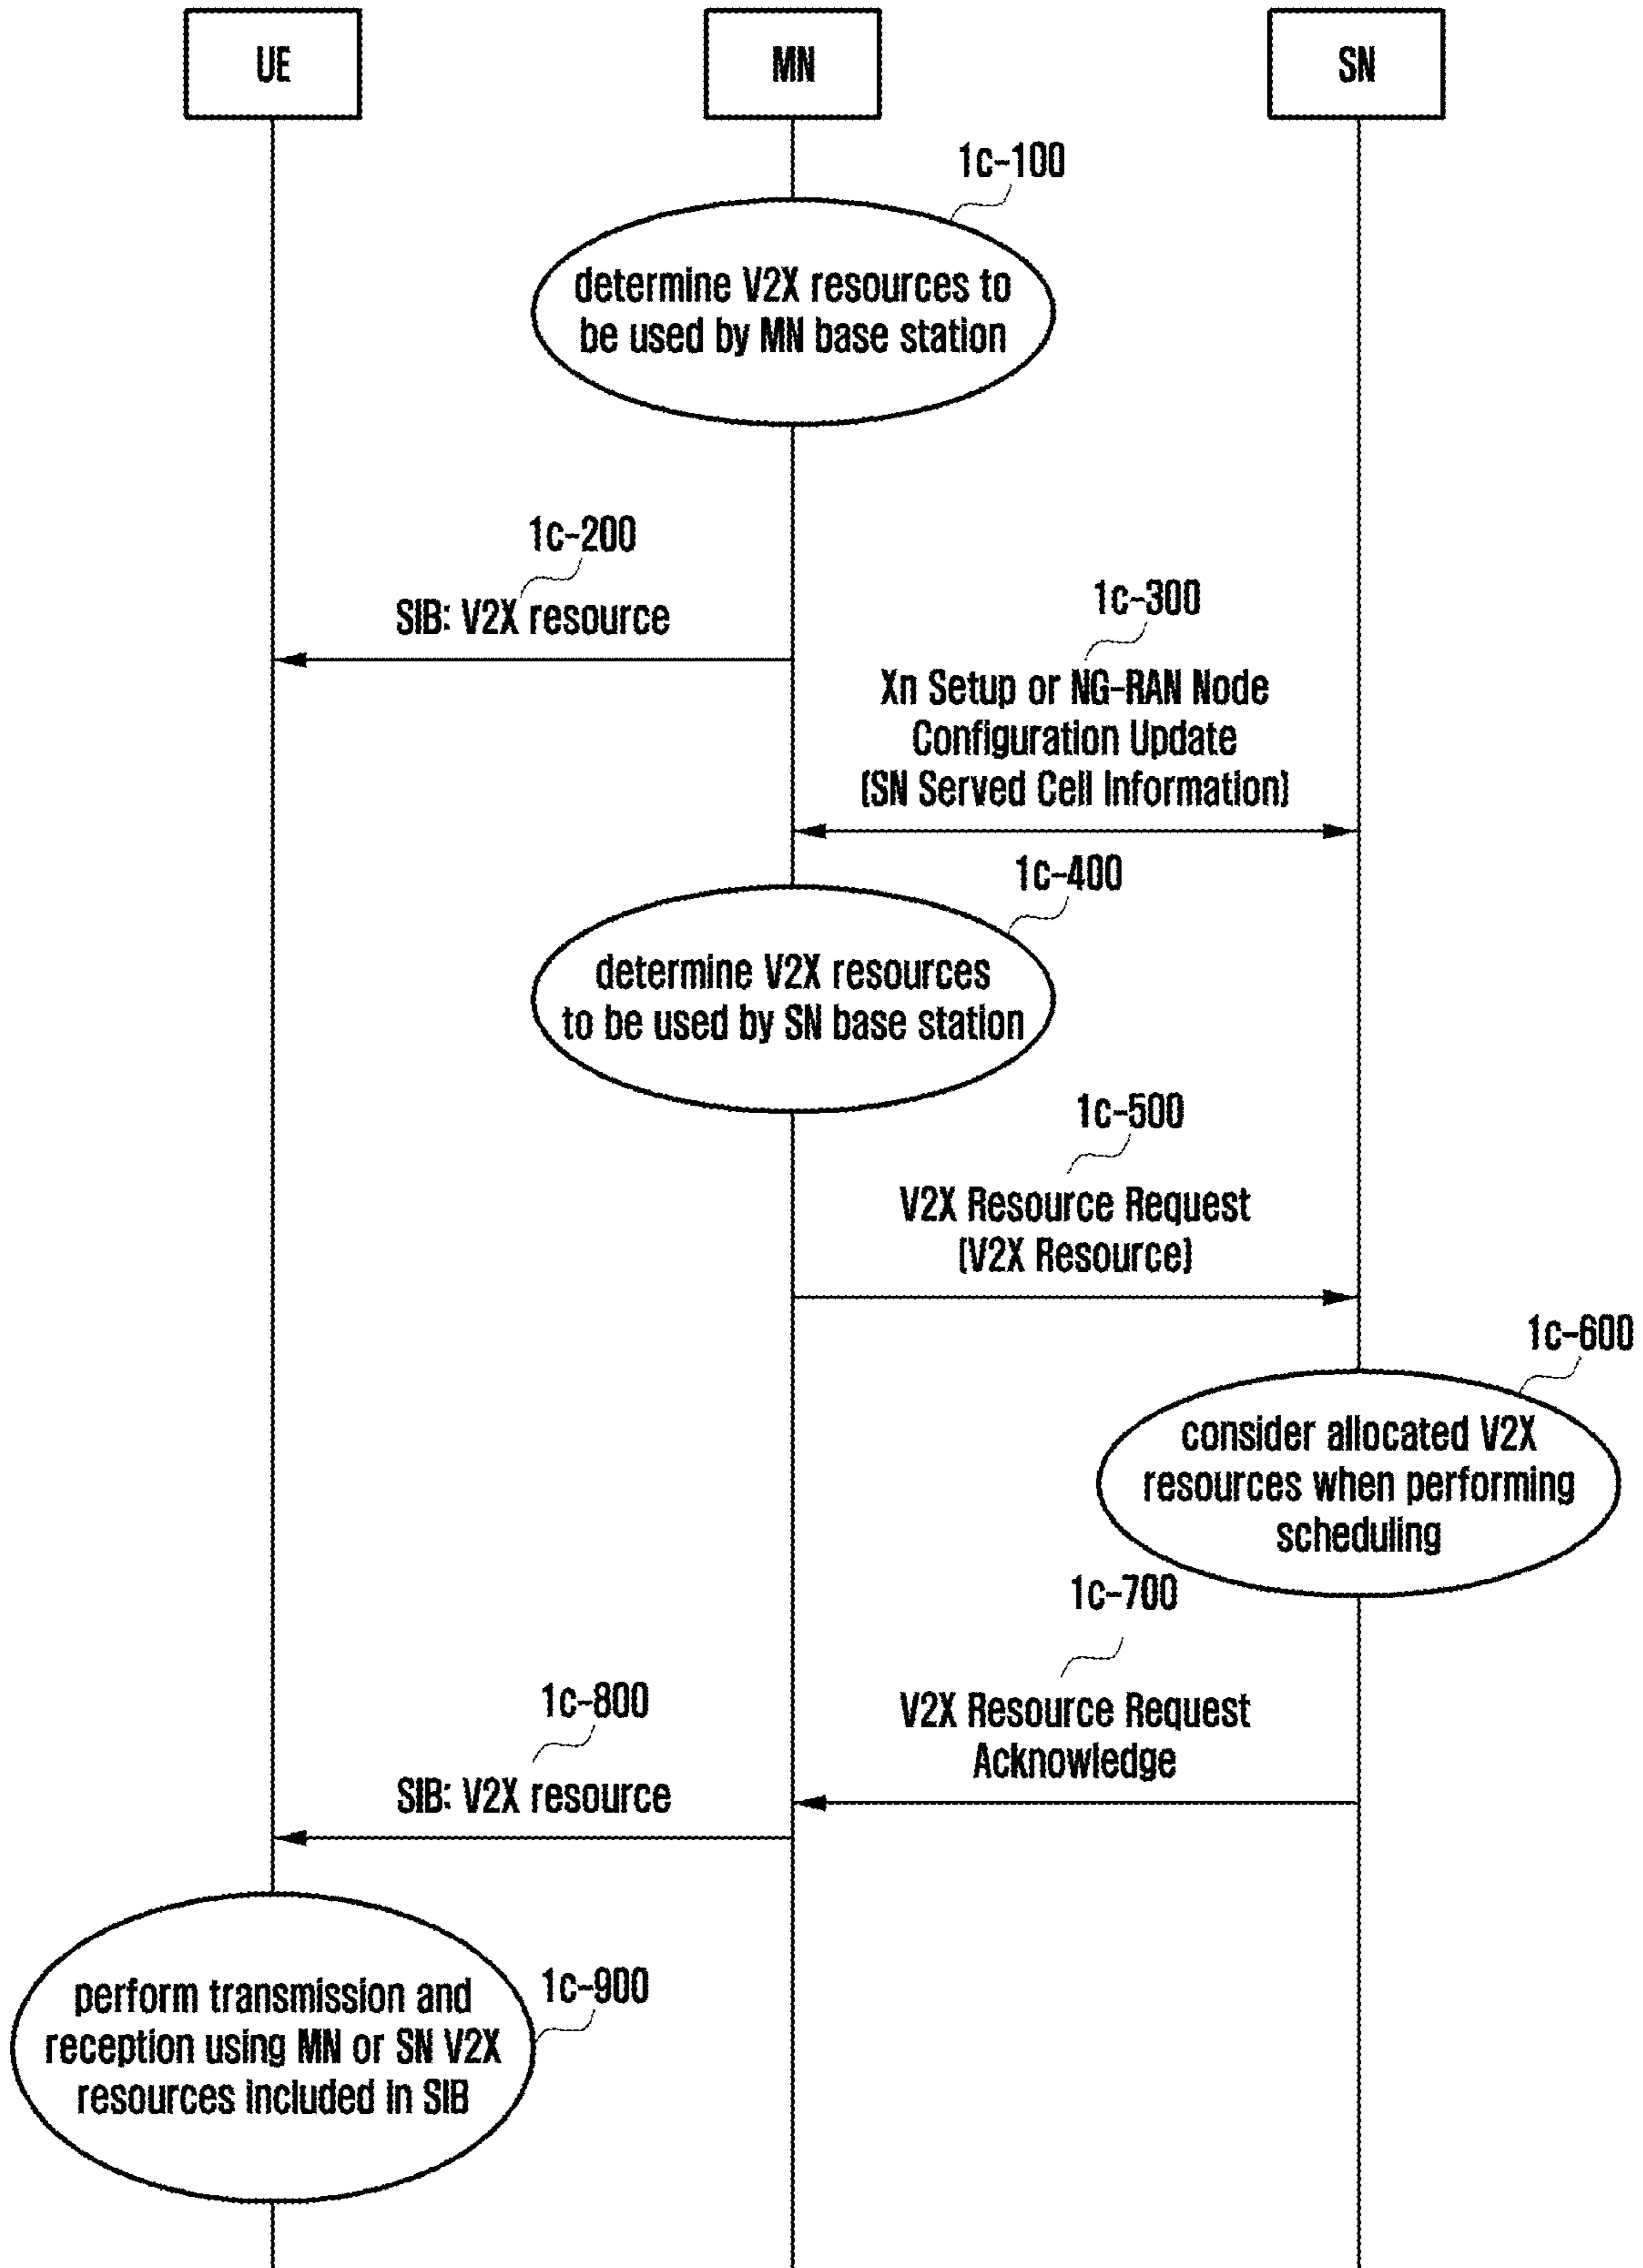 UE
MN
SN
1c-100
determine V2X resources to
be used by MN base station
1c-200
SIB: V2X resource
1c-300
Xn Setup or NG-RAN Node
Configuration Update
(SN Served Cell Information)
1c-400
determine V2X resources
to be used by SN base station
1c-500
V2X Resource Request
(V2X Resource)
1c-600
consider allocated V2X
resources when performing
scheduling
1c-700
V2X Resource Request
Acknowledge
1c-800
SIB: V2X resource
1c-900
perform transmission and
reception using MN or SN V2X
resources included in SIB